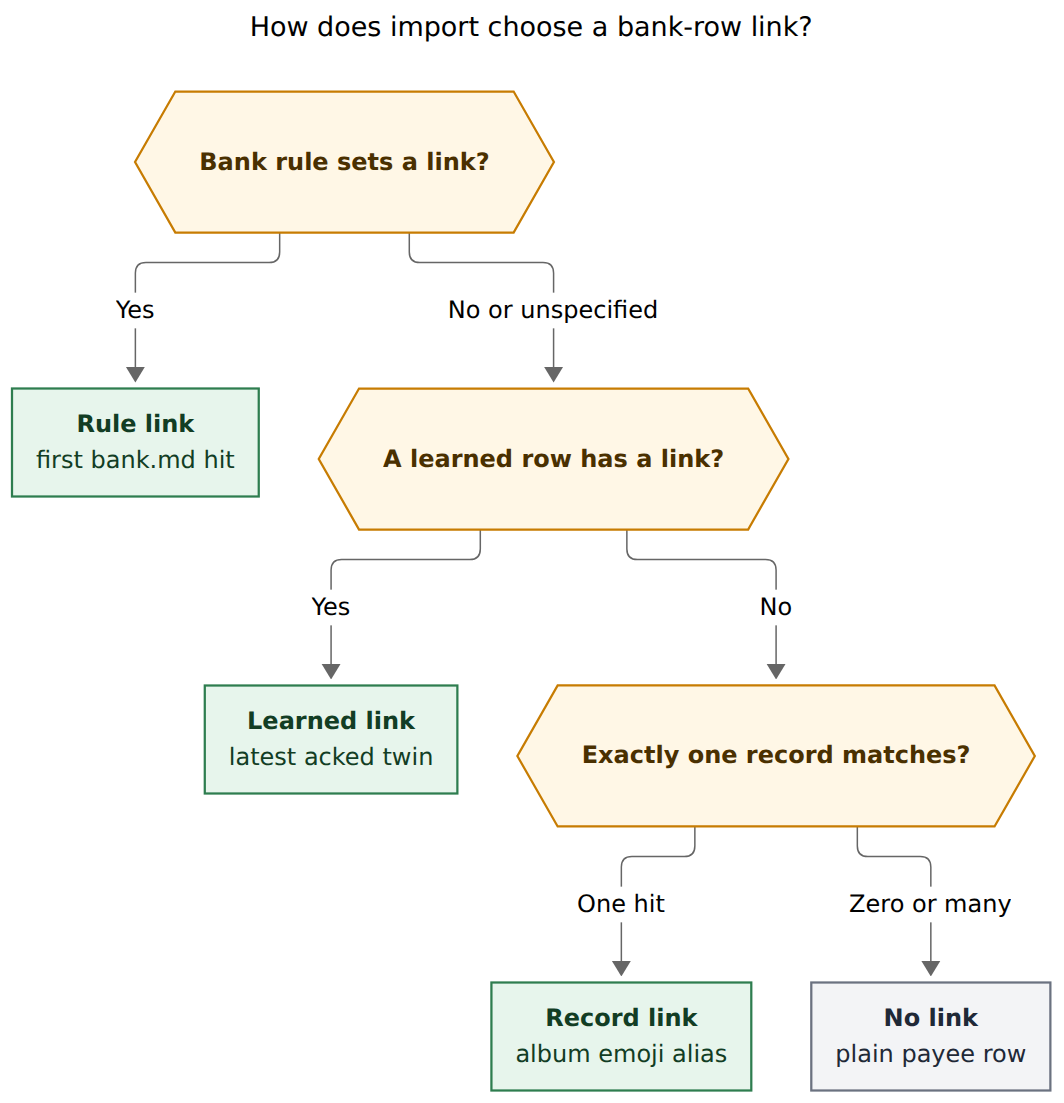 How does import choose a bank-row link?
Bank rule sets a link?
Yes
No or unspecified
Rule link
first bank.md hit
A learned row has a link?
Yes
No
Learned link
latest acked twin
Exactly one record matches?
One hit
Zero or many
Record link
album emoji alias
No link
plain payee row